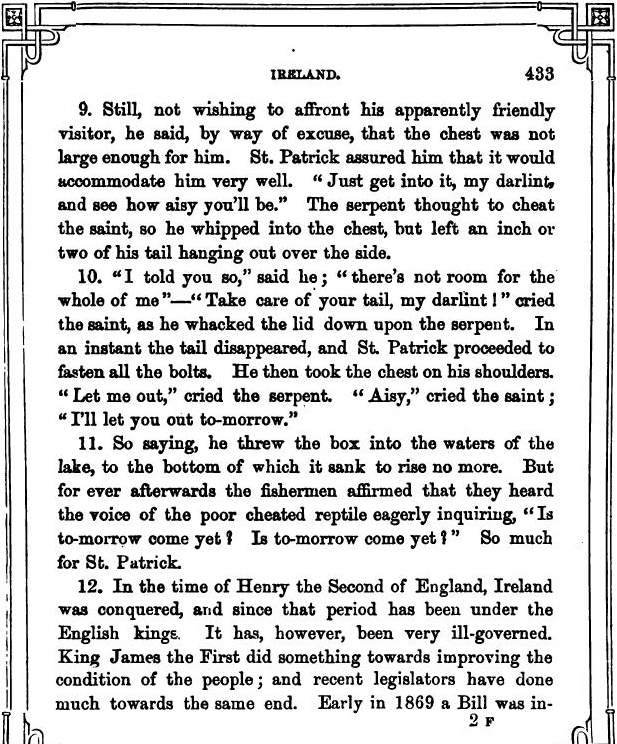 IRELAND. 433
9. Still, not wishing to affront his apparently friendly
visitor, he said, by way of excuse, that the chest was not
large enough for him. St. Patrick assured him that it would
accommodate him very well. “Just get into it, my darlint,
and see how aisy you'll be.” The serpent thought to cheat
the saint, so he whipped into the chest, but left an inch or
two of his tail hanging out over the side.
10. “I told you so,” said he; “there's not room for the
whole of me”—“Take care of your tail, my darlint!” cried
the saint, as he whacked the lid down upon the serpent. In
an instant the tail disappeared, and St. Patrick proceeded to
fasten all the bolts. He then took the chest on his shoulders.
“Let me out,” cried the serpent. “Aisy,” cried the saint;
“I'll let you out to-morrow.”
11. So saying, he threw the box into the waters of the
lake, to the bottom of which it sank to rise no more. But
for ever afterwards the fishermen affirmed that they heard
the voice of the poor cheated reptile eagerly inquiring, “Is
to-morrow come yet? Is to-morrow come yet?” So much
for St. Patrick.
12. In the time of Henry the Second of England, Ireland
was conquered, and since that period has been under the
English kings. It has, however, been very ill-governed.
King James the First did something towards improving the
condition of the people; and recent legislators have done
much towards the same end. Early in 1869 a Bill was in-
2 F